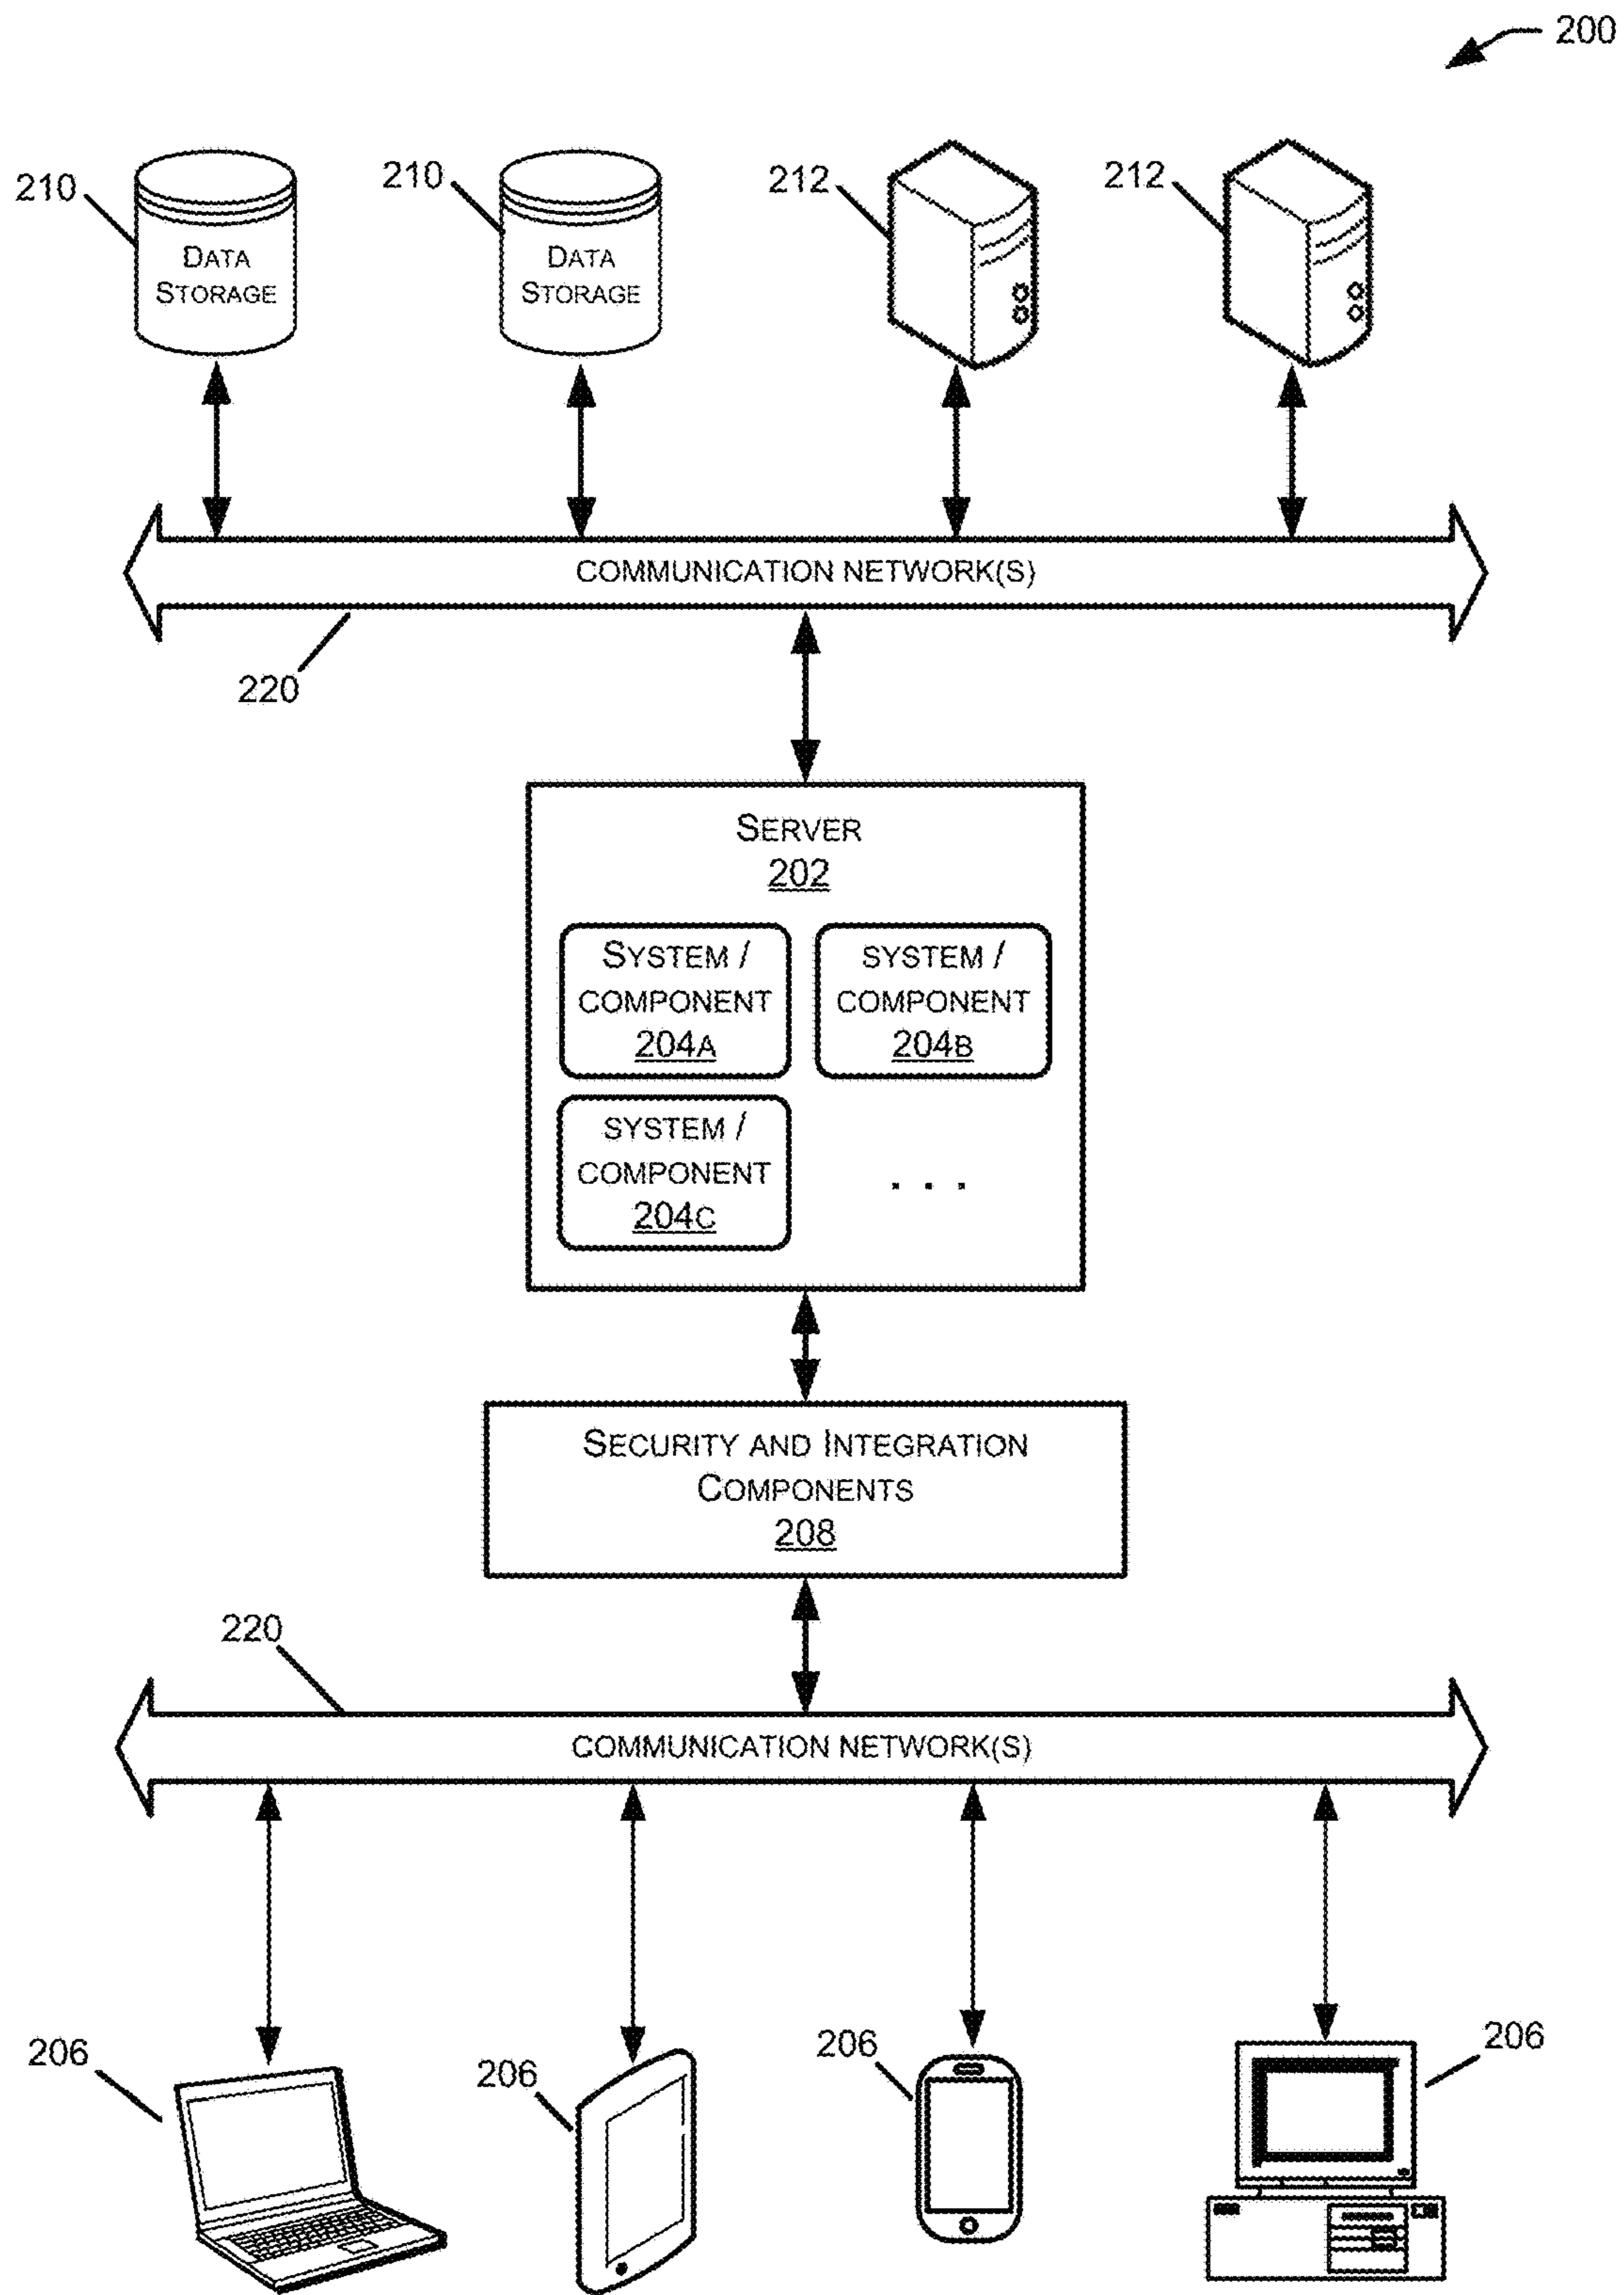 200
210
210
212
212
DATA
STORAGE
DATA
STORAGE
COMMUNICATION NETWORK(S)
220
SERVER
202
SYSTEM /
COMPONENT
204A
SYSTEM /
COMPONENT
204B
SYSTEM /
COMPONENT
204C
. . .
SECURITY AND INTEGRATION
COMPONENTS
208
220
COMMUNICATION NETWORK(S)
206
206
206
206